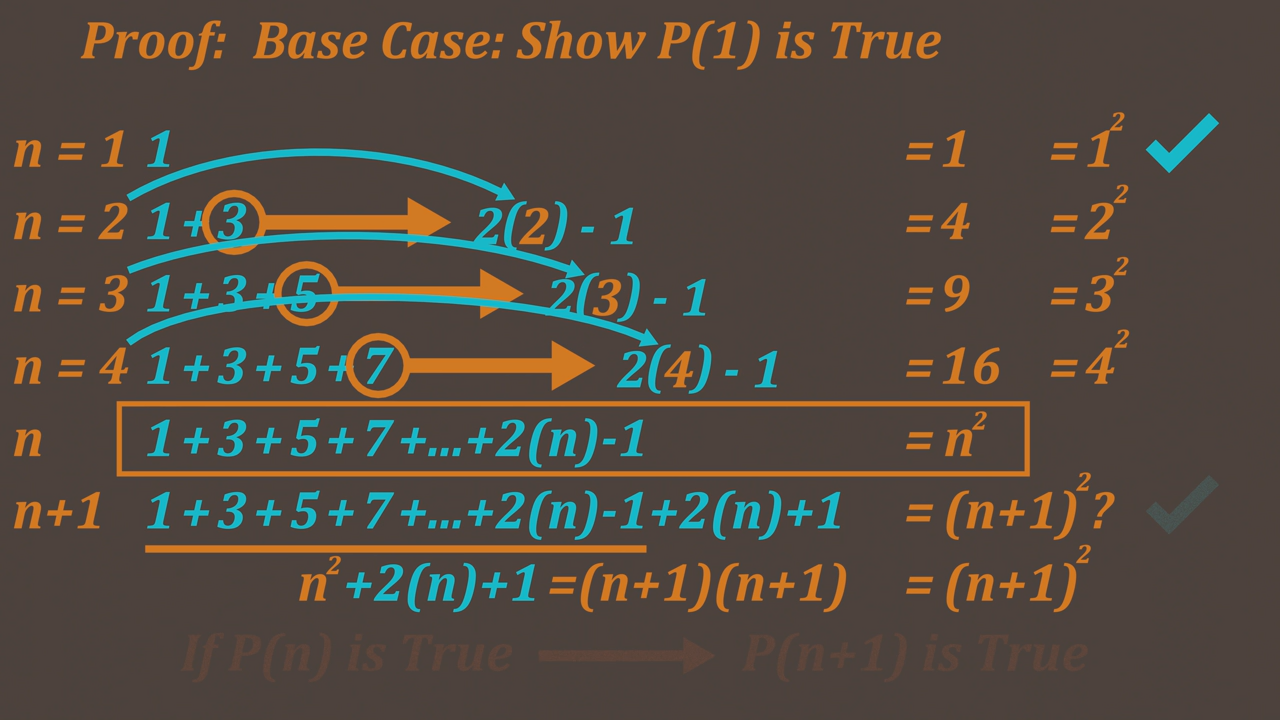 Proof: Base Case: Show P(1) is True
n = 1 1 = 1 = 1²
n = 2 1 + 3 2(2) - 1 = 4 = 2²
n = 3 1 + 3 + 5 2(3) - 1 = 9 = 3²
n = 4 1 + 3 + 5 + 7 2(4) - 1 = 16 = 4²
n 1 + 3 + 5 + 7 +...+2(n)-1 = n²
n+1 1 + 3 + 5 + 7 +...+2(n)-1+2(n)+1 = (n+1)²?
n²+2(n)+1 =(n+1)(n+1) = (n+1)²
If P(n) is True P(n+1) is True